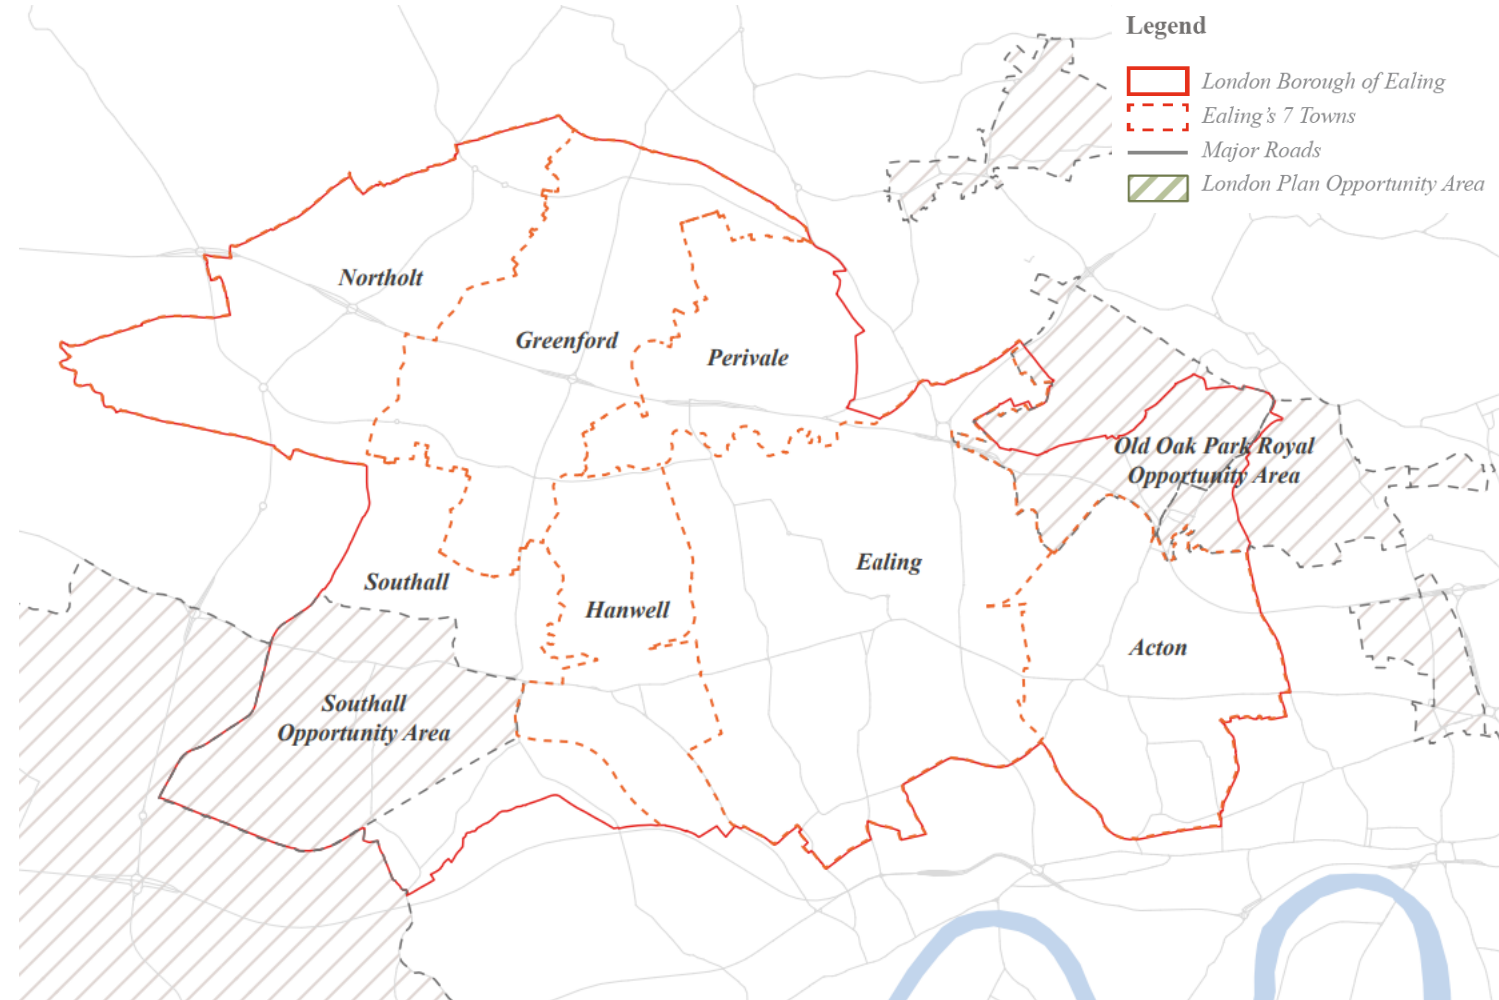 Legend
London Borough of Ealing
Ealing's 7 Towns
Major Roads
London Plan Opportunity Area
Northolt
Greenford
Perivale
Old Oak Park Royal
Opportunity Area
Ealing
Southall
Hanwell
Acton
Southall
Opportunity Area